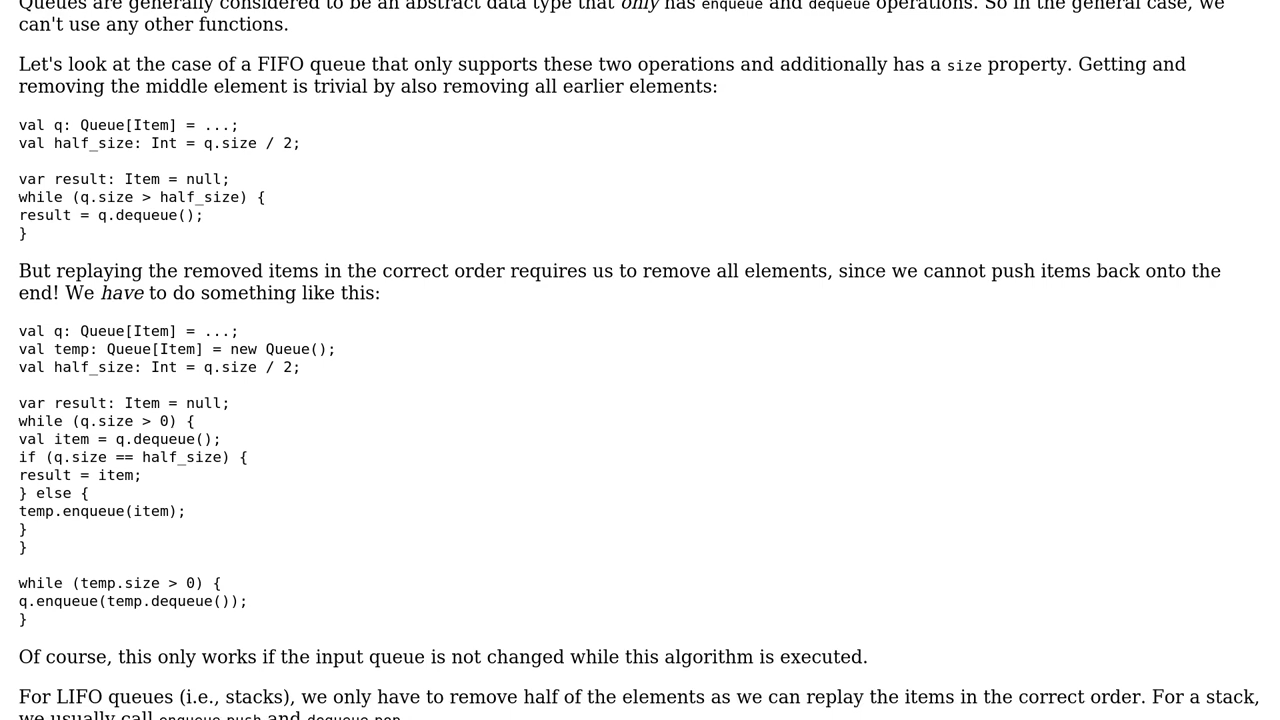 Queues are generally considered to be an abstract data type that only has enqueue and dequeue operations. So in the general case, we
can't use any other functions.
Let's look at the case of a FIFO queue that only supports these two operations and additionally has a size property. Getting and
removing the middle element is trivial by also removing all earlier elements:
val q: Queue[Item] = ...;
val half_size: Int = q.size / 2;
var result: Item = null;
while (q.size > half_size) {
result = q.dequeue();
}
But replaying the removed items in the correct order requires us to remove all elements, since we cannot push items back onto the
end! We have to do something like this:
val q: Queue[Item] = ...;
val temp: Queue[Item] = new Queue();
val half_size: Int = q.size / 2;
var result: Item = null;
while (q.size > 0) {
val item = q.dequeue();
if (q.size == half_size) {
result = item;
} else {
temp.enqueue(item);
}
}
while (temp.size > 0) {
q.enqueue(temp.dequeue());
}
Of course, this only works if the input queue is not changed while this algorithm is executed.
For LIFO queues (i.e., stacks), we only have to remove half of the elements as we can replay the items in the correct order. For a stack,
we usually call enqueue push and dequeue pop.